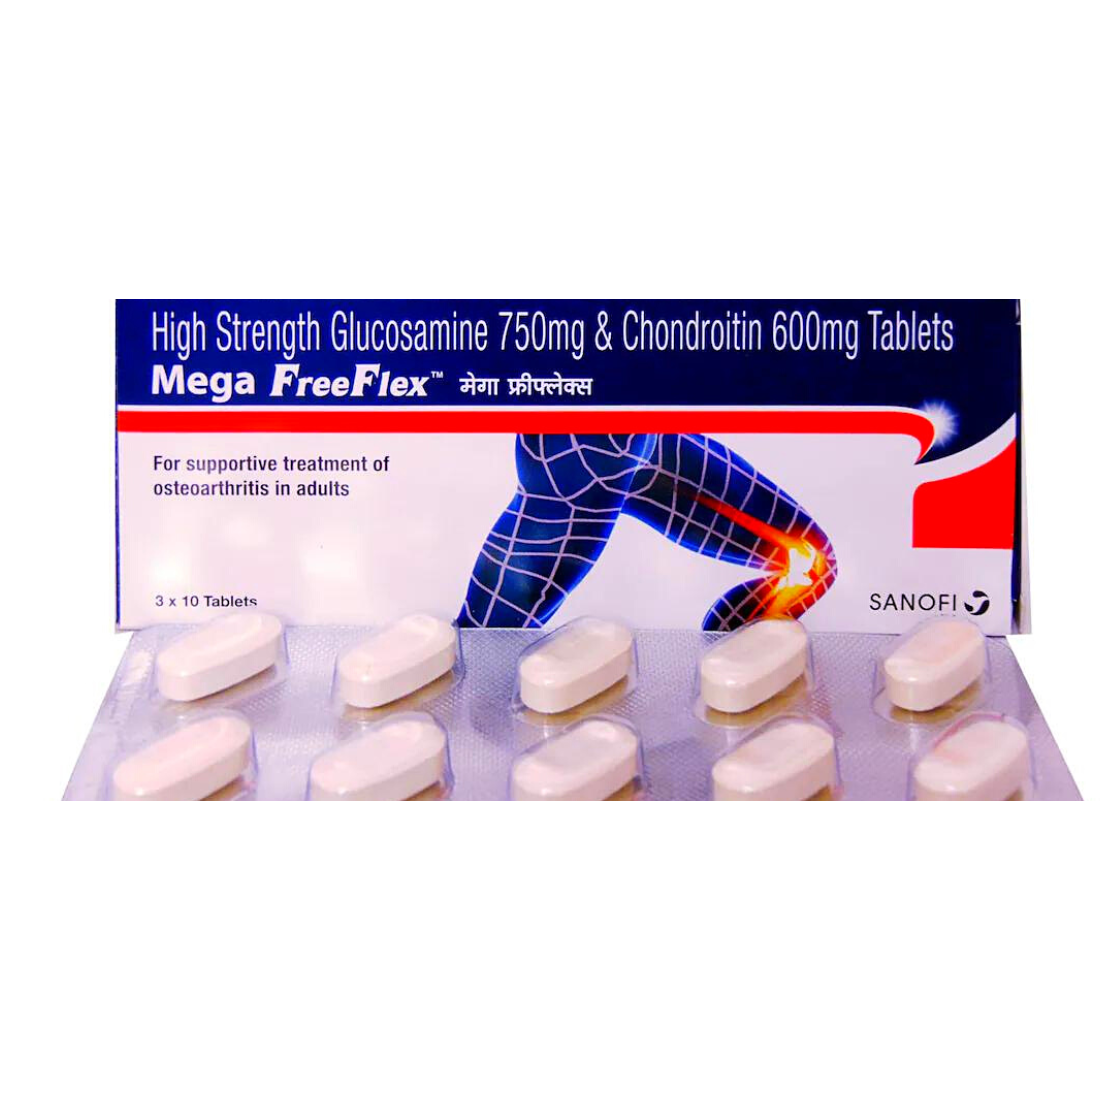 High Strength Glucosamine 750mg & Chondroitin 600mg Tablets
Mega FreeFlex™ मेगा फ्रीफ्लेक्स
For supportive treatment of
osteoarthritis in adults
3 x 10 Tablets
SANOFI